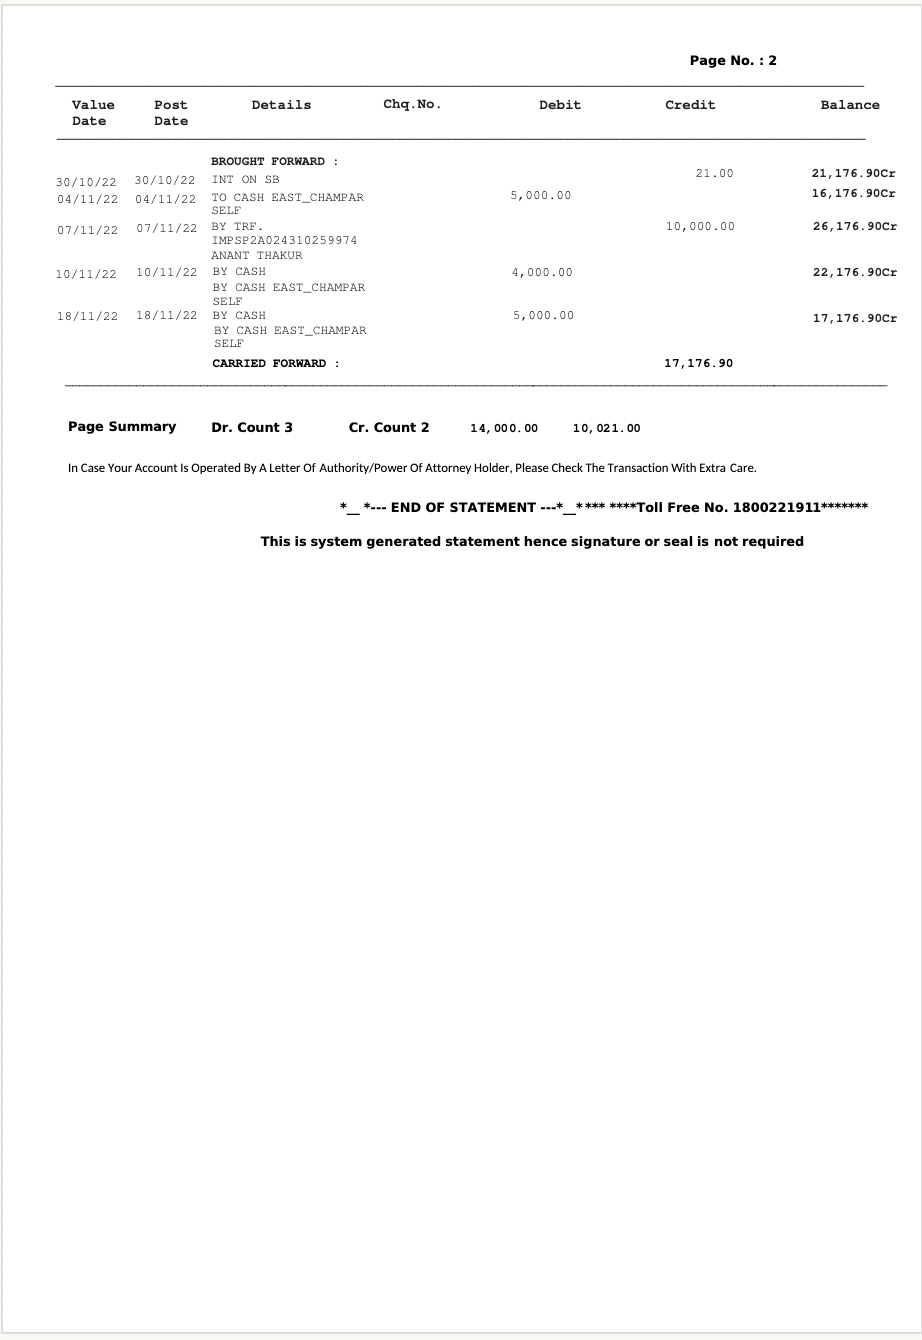 Page No. : 2
Value Post Details Chq.No. Debit Credit Balance
Date Date
BROUGHT FORWARD :
30/10/22 30/10/22 INT ON SB 21.00 21,176.90Cr
04/11/22 04/11/22 TO CASH EAST_CHAMPAR 5,000.00 16,176.90Cr
SELF
07/11/22 07/11/22 BY TRF. 10,000.00 26,176.90Cr
IMPSP2A024310259974
ANANT THAKUR
10/11/22 10/11/22 BY CASH 4,000.00 22,176.90Cr
BY CASH EAST_CHAMPAR
SELF
18/11/22 18/11/22 BY CASH 5,000.00 17,176.90Cr
BY CASH EAST_CHAMPAR
SELF
CARRIED FORWARD : 17,176.90
Page Summary Dr. Count 3 Cr. Count 2 14,000.00 10,021.00
In Case Your Account Is Operated By A Letter Of Authority/Power Of Attorney Holder, Please Check The Transaction With Extra Care.
*__ *--- END OF STATEMENT ---*__**** ****Toll Free No. 1800221911*******
This is system generated statement hence signature or seal is not required